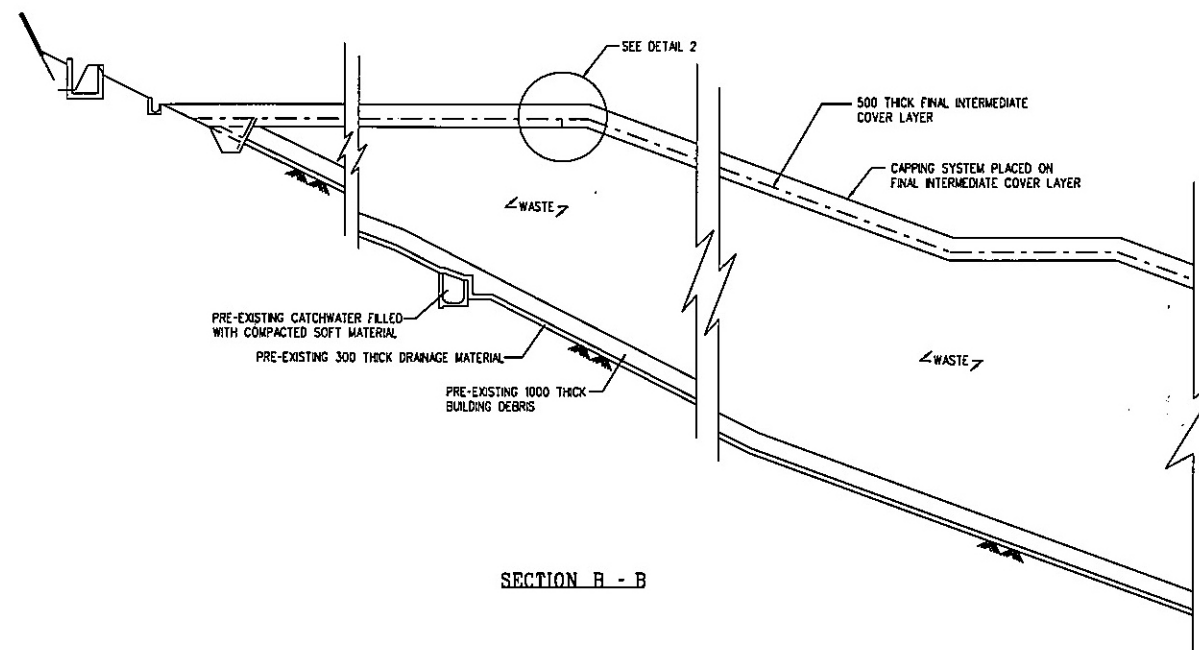 SEE DETAIL 2
500 THICK FINAL INTERMEDIATE
COVER LAYER
CAPPING SYSTEM PLACED ON
FINAL INTERMEDIATE COVER LAYER
WASTE
PRE-EXISTING CATCHWATER FILLED
WITH COMPACTED SOFT MATERIAL
PRE-EXISTING 300 THICK DRAINAGE MATERIAL
WASTE
PRE-EXISTING 1000 THICK
BUILDING DEBRIS
SECTION B - B